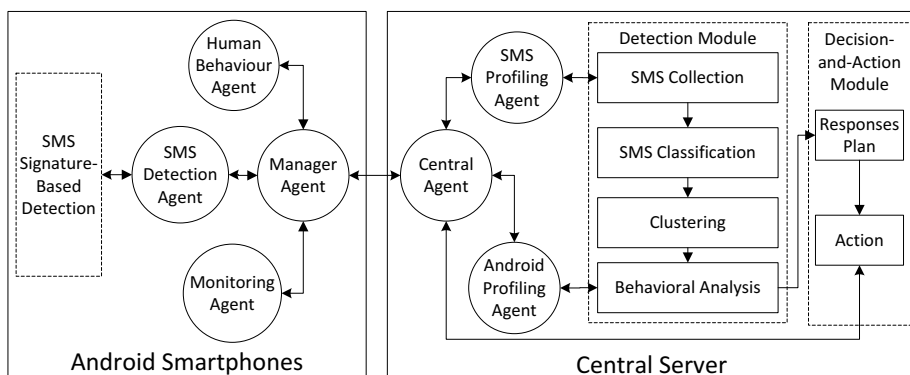 SMS
Signature-
Based
Detection
Human
Behaviour
Agent
SMS
Detection
Agent
Manager
Agent
Monitoring
Agent
Android Smartphones
SMS
Profiling
Agent
Central
Agent
Android
Profiling
Agent
Detection Module
SMS Collection
SMS Classification
Clustering
Behavioral Analysis
Decision-
and-Action
Module
Responses
Plan
Action
Central Server